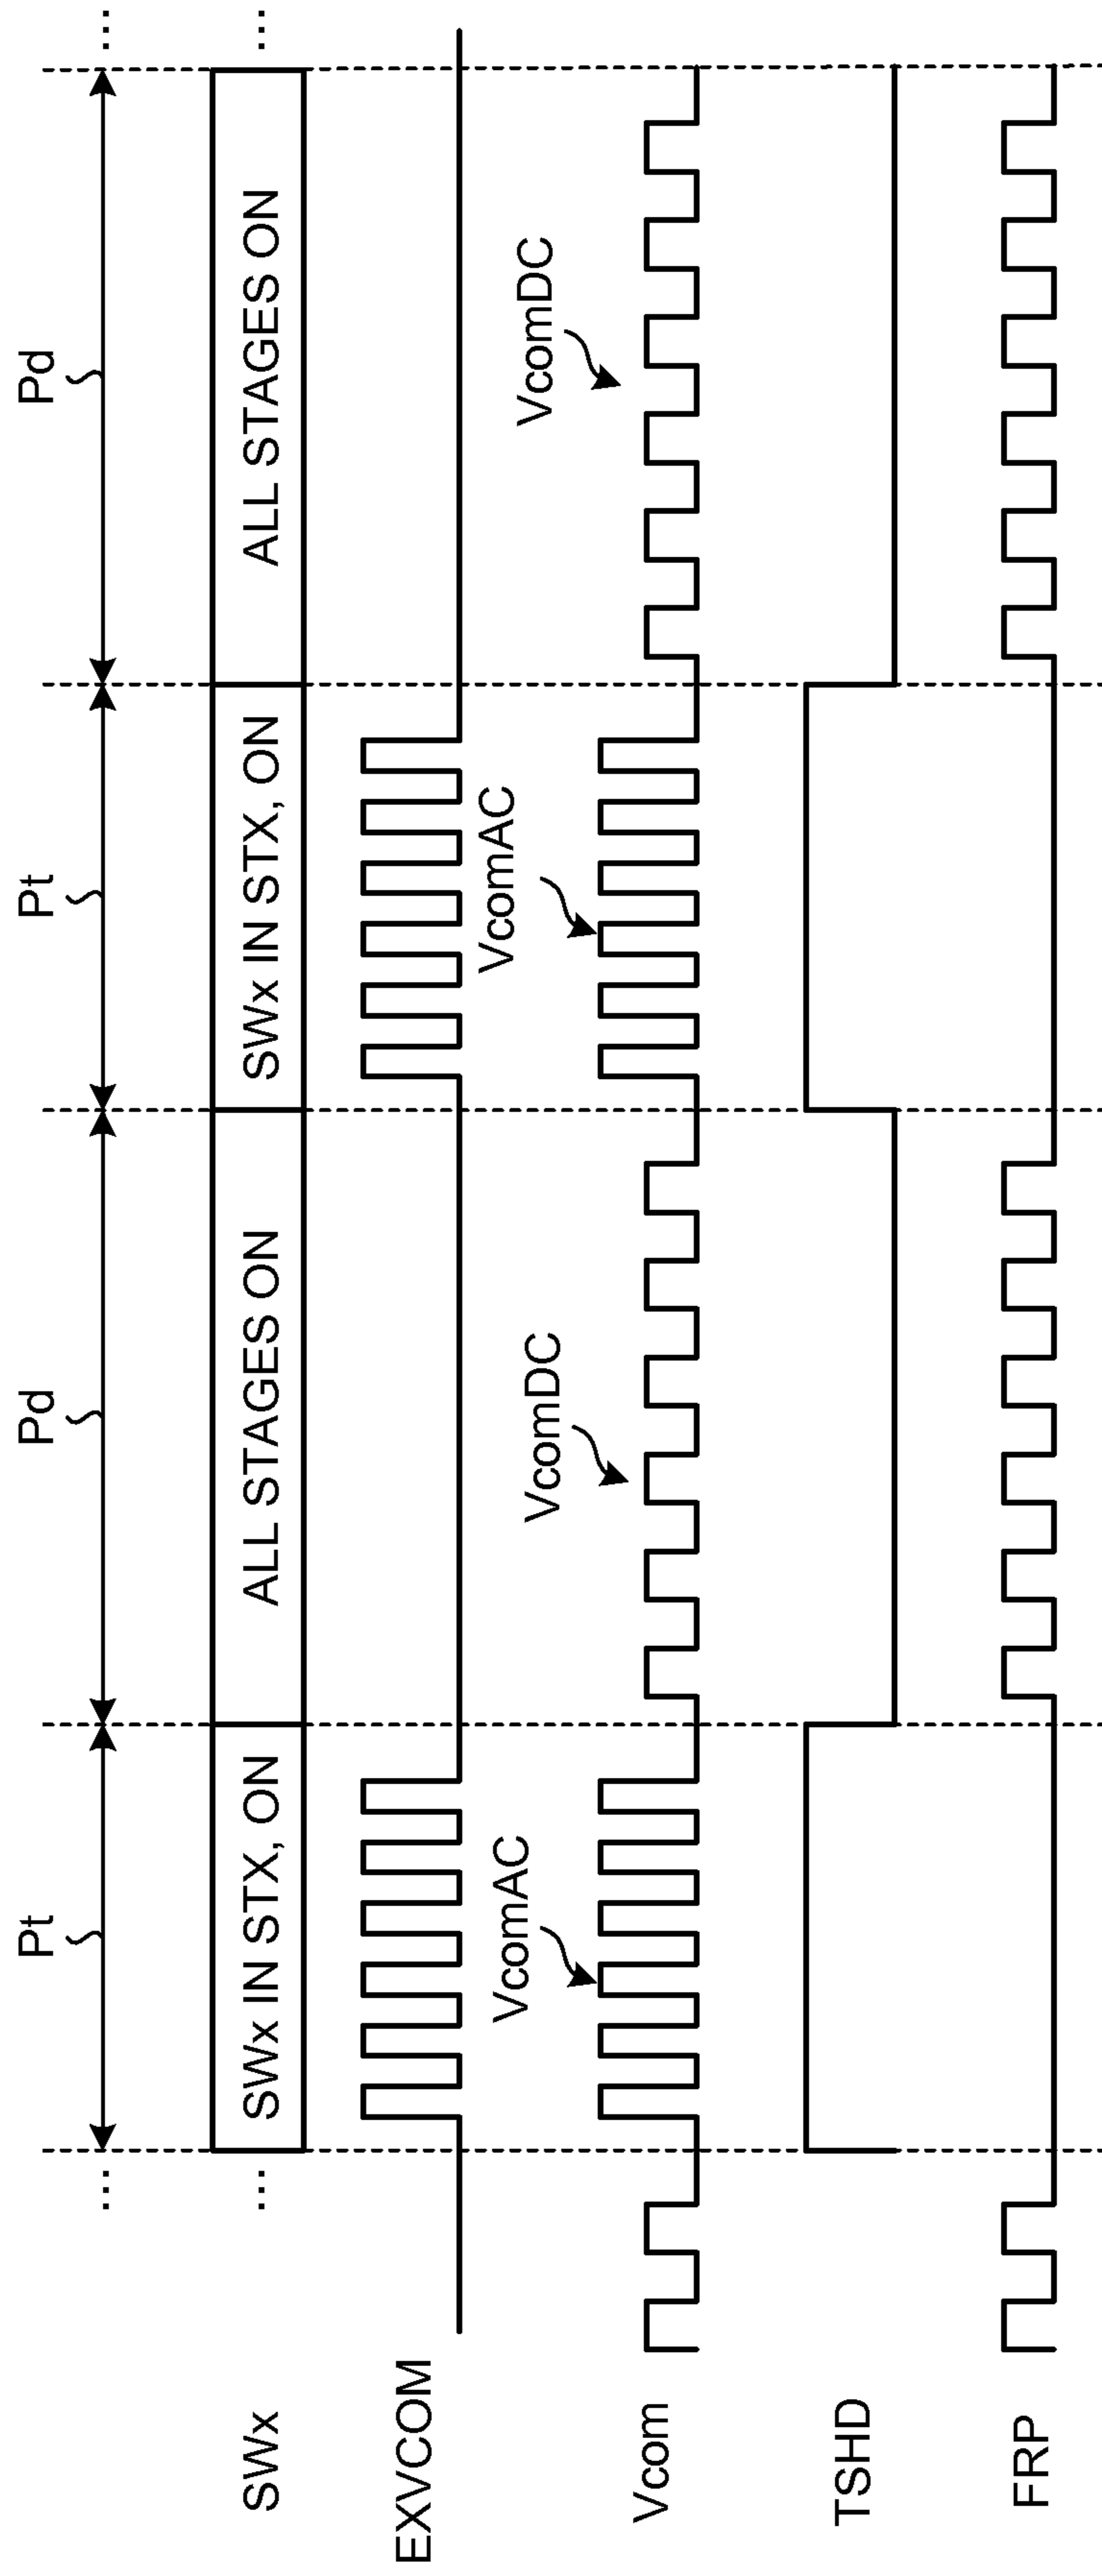 Pt
Pd
Pt
Pd
... ...
SWx
... SWx IN STX, ON
ALL STAGES ON
SWx IN STX, ON
ALL STAGES ON ...
EXVCOM
VcomAC
VcomDC
VcomAC
VcomDC
Vcom
TSHD
FRP